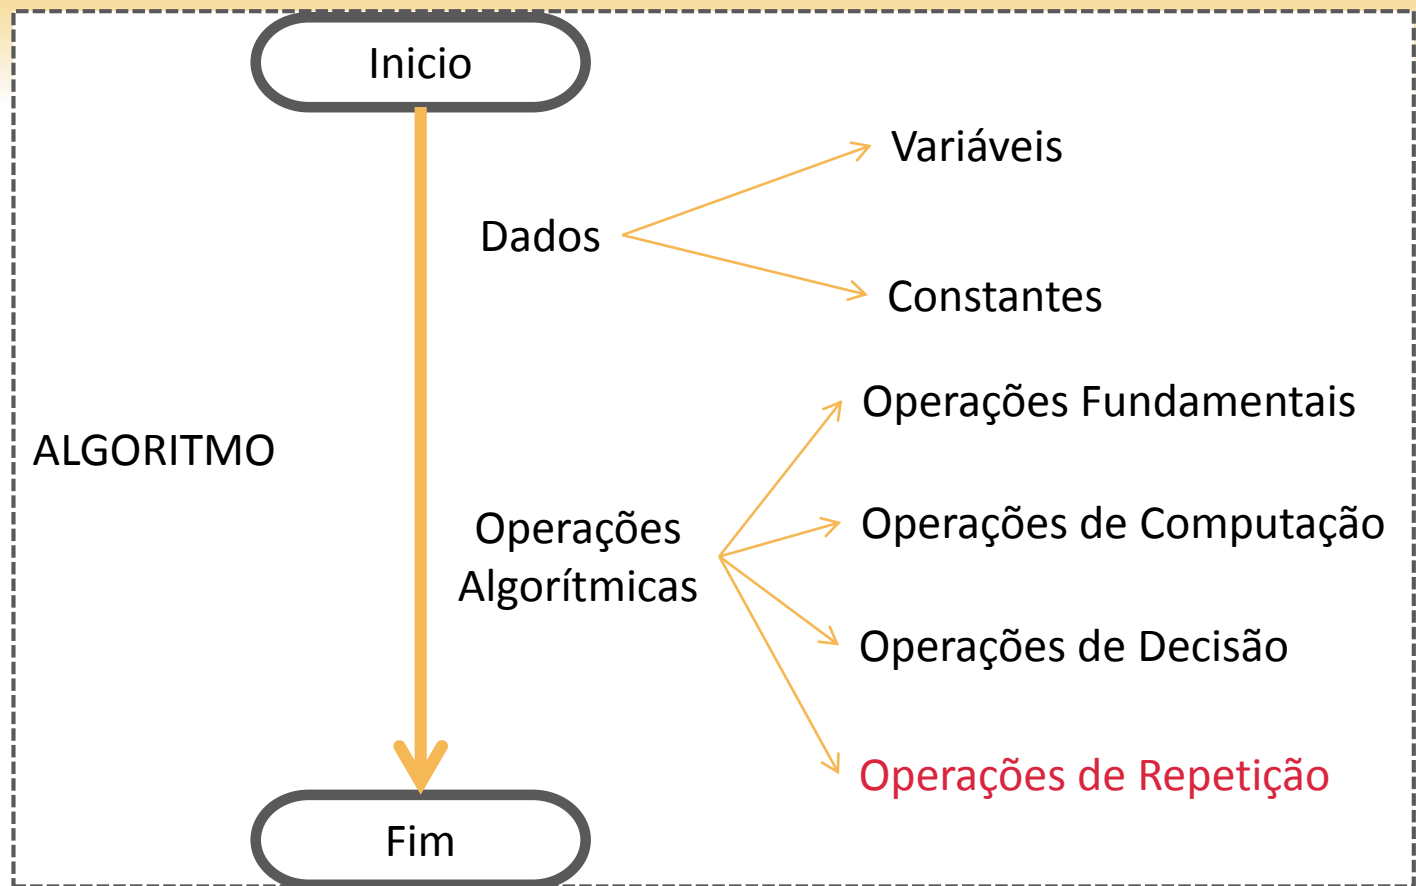 Inicio
Variáveis
Dados
Constantes
Operações Fundamentais
ALGORITMO
Operações
Algorítmicas
Operações de Computação
Operações de Decisão
Operações de Repetição
Fim